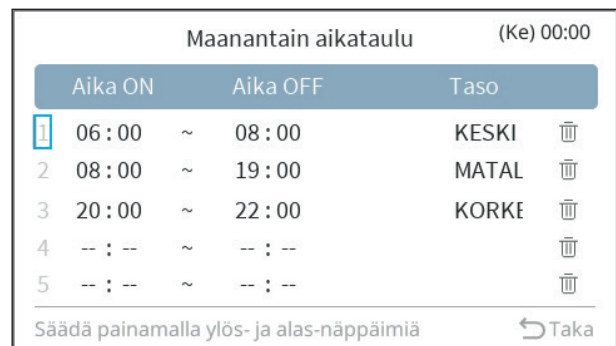 Maanantain aikataulu (Ke) 00:00
Aika ON Aika OFF Taso
1 06:00 ~ 08:00 KESKI
2 08:00 ~ 19:00 MATAL
3 20:00 ~ 22:00 KORKE
4 --:-- ~ --:--
5 --:-- ~ --:--
Säädä painamalla ylös- ja alas-näppäimiä Taka